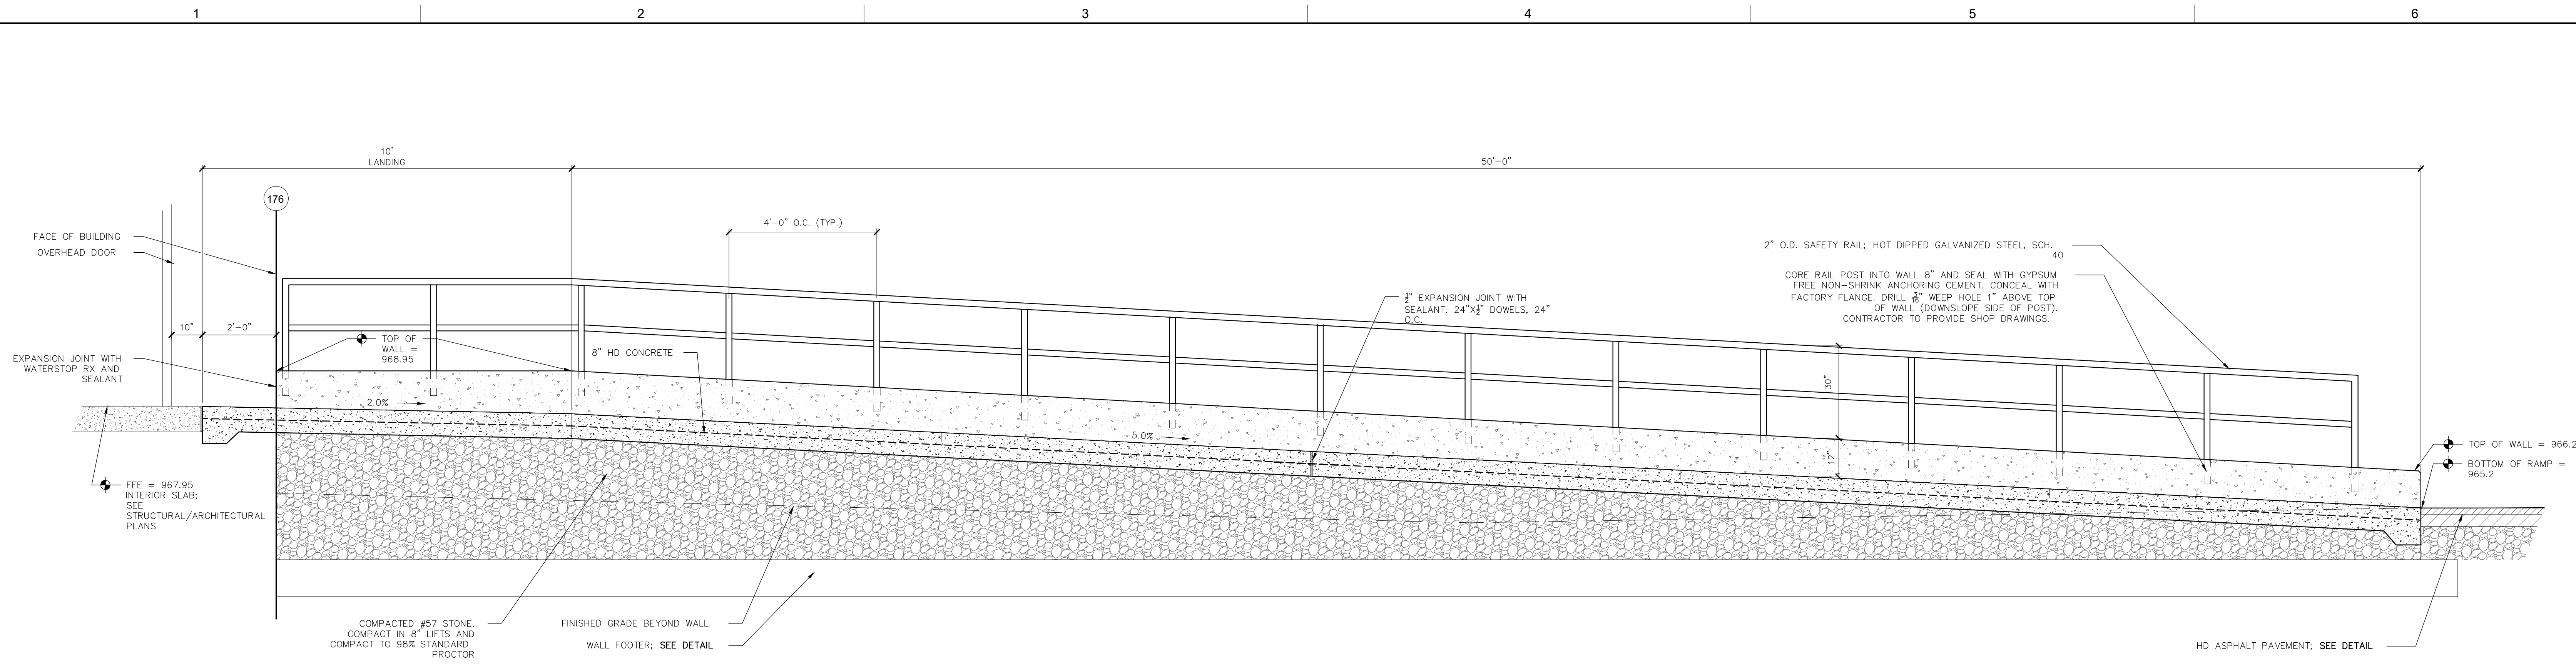 1
2
3
4
5
6
10'
LANDING
50'-0"
176
4'-0" O.C. (TYP.)
FACE OF BUILDING
OVERHEAD DOOR
2" O.D. SAFETY RAIL; HOT DIPPED GALVANIZED STEEL, SCH.
40
CORE RAIL POST INTO WALL 8" AND SEAL WITH GYPSUM
FREE NON-SHRINK ANCHORING CEMENT. CONCEAL WITH
FACTORY FLANGE. DRILL 3/16" WEEP HOLE 1" ABOVE TOP
OF WALL (DOWNSLOPE SIDE OF POST).
CONTRACTOR TO PROVIDE SHOP DRAWINGS.
1/2" EXPANSION JOINT WITH
SEALANT. 24"X1/2" DOWELS, 24"
O.C.
10"
2'-0"
TOP OF
WALL =
968.95
8" HD CONCRETE
EXPANSION JOINT WITH
WATERSTOP RX AND
SEALANT
30"
2.0%
5.0%
12"
TOP OF WALL = 966.2
BOTTOM OF RAMP =
965.2
FFE = 967.95
INTERIOR SLAB;
SEE
STRUCTURAL/ARCHITECTURAL
PLANS
COMPACTED #57 STONE.
COMPACT IN 8" LIFTS AND
COMPACT TO 98% STANDARD
PROCTOR
FINISHED GRADE BEYOND WALL
WALL FOOTER; SEE DETAIL
HD ASPHALT PAVEMENT; SEE DETAIL